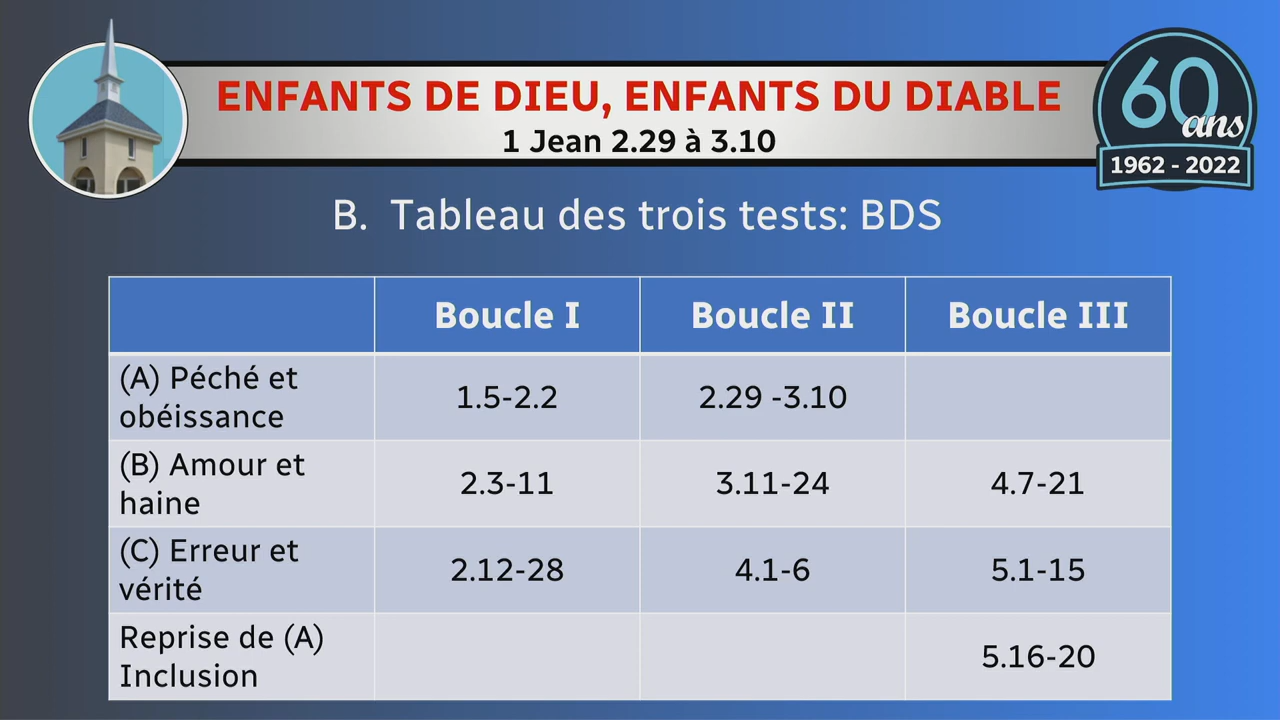 ENFANTS DE DIEU, ENFANTS DU DIABLE
1 Jean 2.29 à 3.10
60
ans
1962 - 2022
B. Tableau des trois tests: BDS
Boucle I Boucle II Boucle III
(A) Péché et
obéissance
1.5-2.2 2.29 -3.10
(B) Amour et
haine
2.3-11 3.11-24 4.7-21
(C) Erreur et
vérité
2.12-28 4.1-6 5.1-15
Reprise de (A)
Inclusion
5.16-20